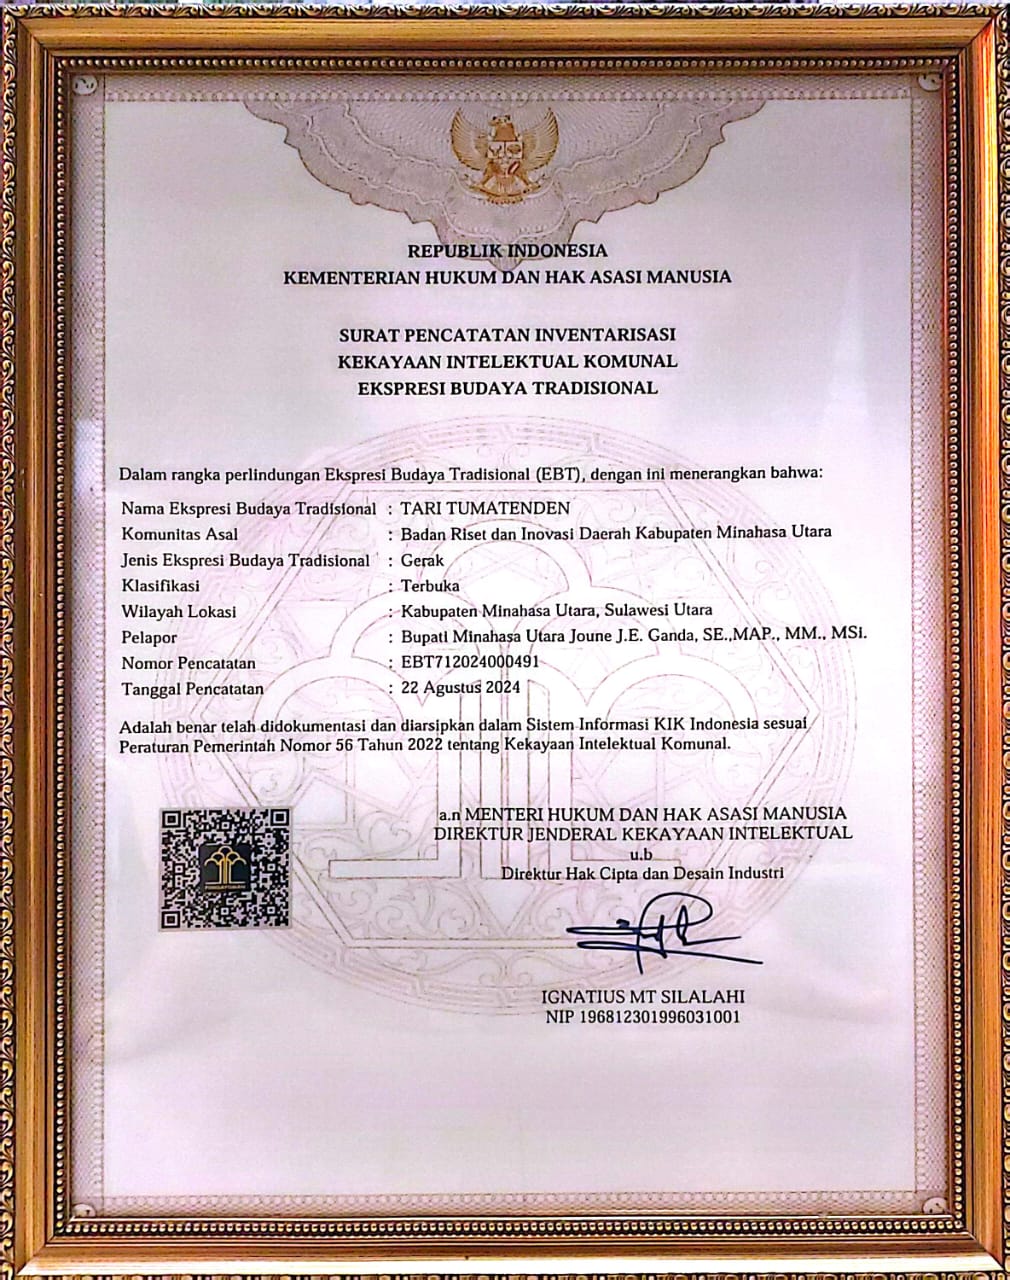 REPUBLIK INDONESIA
KEMENTERIAN HUKUM DAN HAK ASASI MANUSIA
SURAT PENCATATAN INVENTARISASI
KEKAYAAN INTELEKTUAL KOMUNAL
EKSPRESI BUDAYA TRADISIONAL
Dalam rangka perlindungan Ekspresi Budaya Tradisional (EBT), dengan ini menerangkan bahwa:
Nama Ekspresi Budaya Tradisional : TARI TUMATENDEN
Komunitas Asal : Badan Riset dan Inovasi Daerah Kabupaten Minahasa Utara
Jenis Ekspresi Budaya Tradisional : Gerak
Klasifikasi : Terbuka
Wilayah Lokasi : Kabupaten Minahasa Utara, Sulawesi Utara
Pelapor : Bupati Minahasa Utara Joune J.E. Ganda, SE.,MAP., MM., MSi.
Nomor Pencatatan : EBT712024000491
Tanggal Pencatatan : 22 Agustus 2024
Adalah benar telah didokumentasi dan diarsipkan dalam Sistem Informasi KIK Indonesia sesuai
Peraturan Pemerintah Nomor 56 Tahun 2022 tentang Kekayaan Intelektual Komunal.
a.n MENTERI HUKUM DAN HAK ASASI MANUSIA
DIREKTUR JENDERAL KEKAYAAN INTELEKTUAL
u.b
Direktur Hak Cipta dan Desain Industri
IGNATIUS MT SILALAHI
NIP 196812301996031001